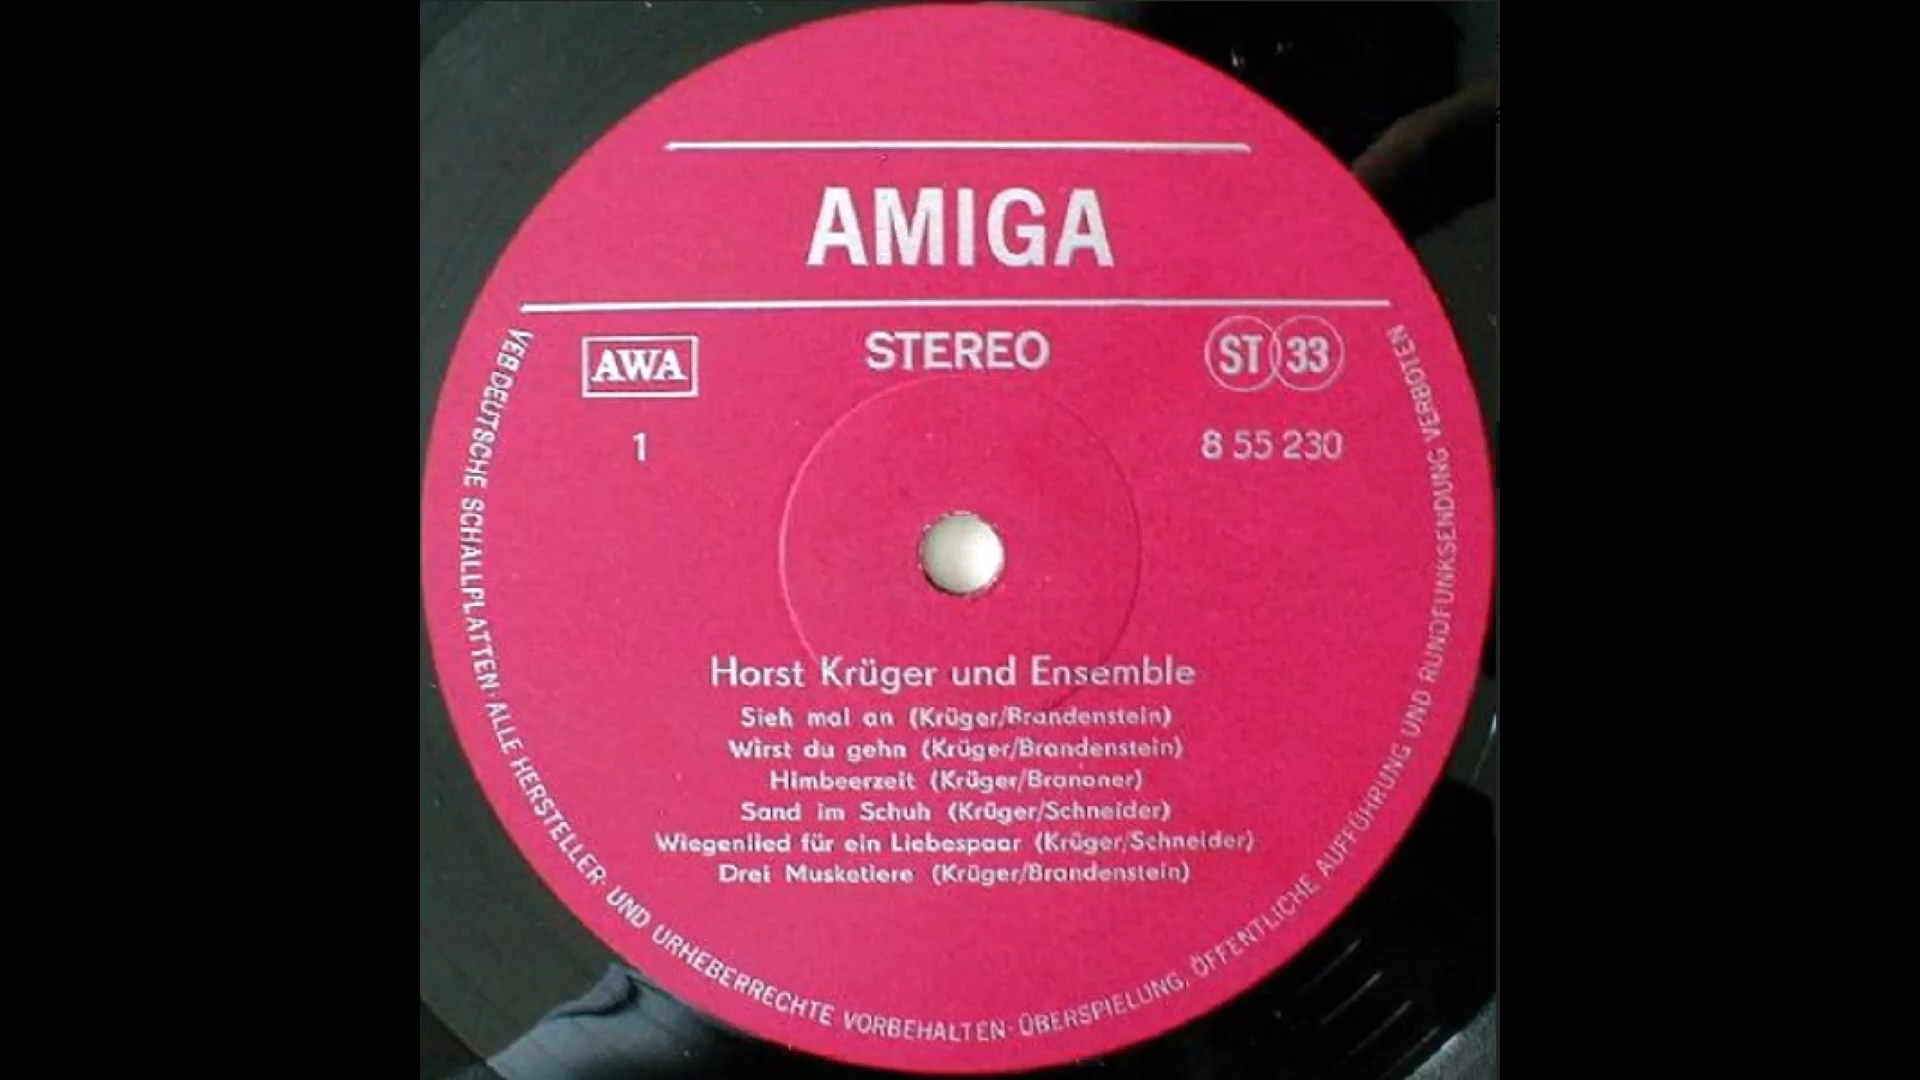 AMIGA
AWA
STEREO
ST 33
1
8 55 230
Horst Krüger und Ensemble
Sieh mal an (Krüger/Brandenstein)
Wirst du gehn (Krüger/Brandenstein)
Himbeerzeit (Krüger/Branoner)
Sand im Schuh (Krüger/Schneider)
Wiegenlied für ein Liebespaar (Krüger/Schneider)
Drei Musketiere (Krüger/Brandenstein)
VEB DEUTSCHE SCHALLPLATTEN · ALLE HERSTELLER- UND URHEBERRECHTE VORBEHALTEN · ÜBERSPIELUNG, ÖFFENTLICHE AUFFÜHRUNG UND RUNDFUNKSENDUNG VERBOTEN